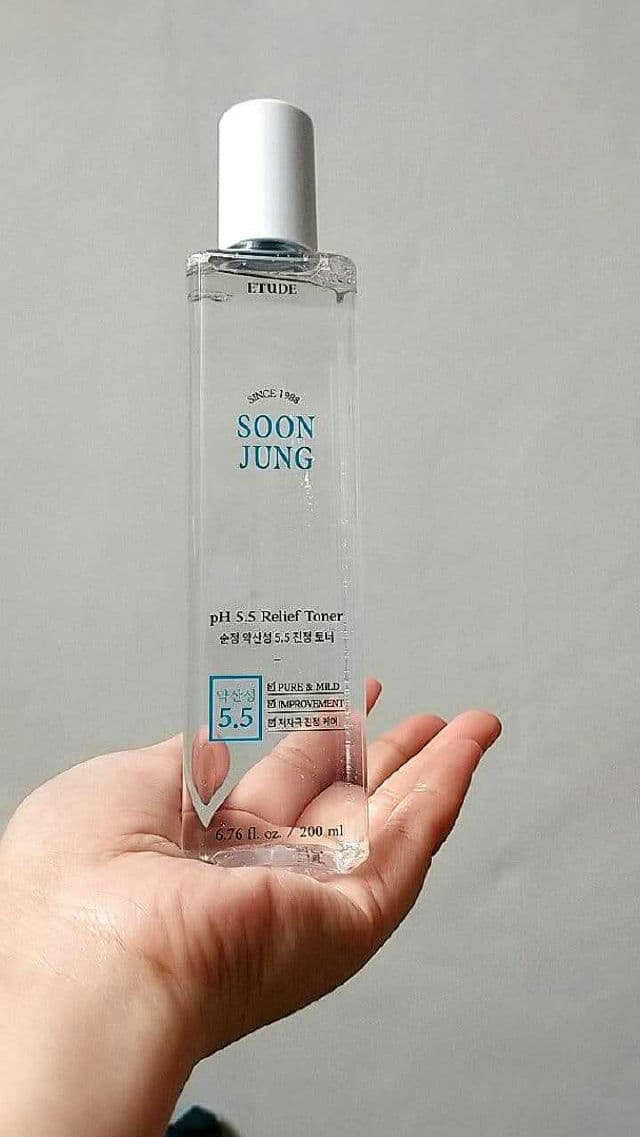 ETUDE
SINCE 1988
SOON
JUNG
pH 5.5 Relief Toner
순정 약산성 5.5 진정 토너
약산성
5.5
PURE & MILD
IMPROVEMENT
저자극 진정 케어
6.76 fl. oz. / 200 ml